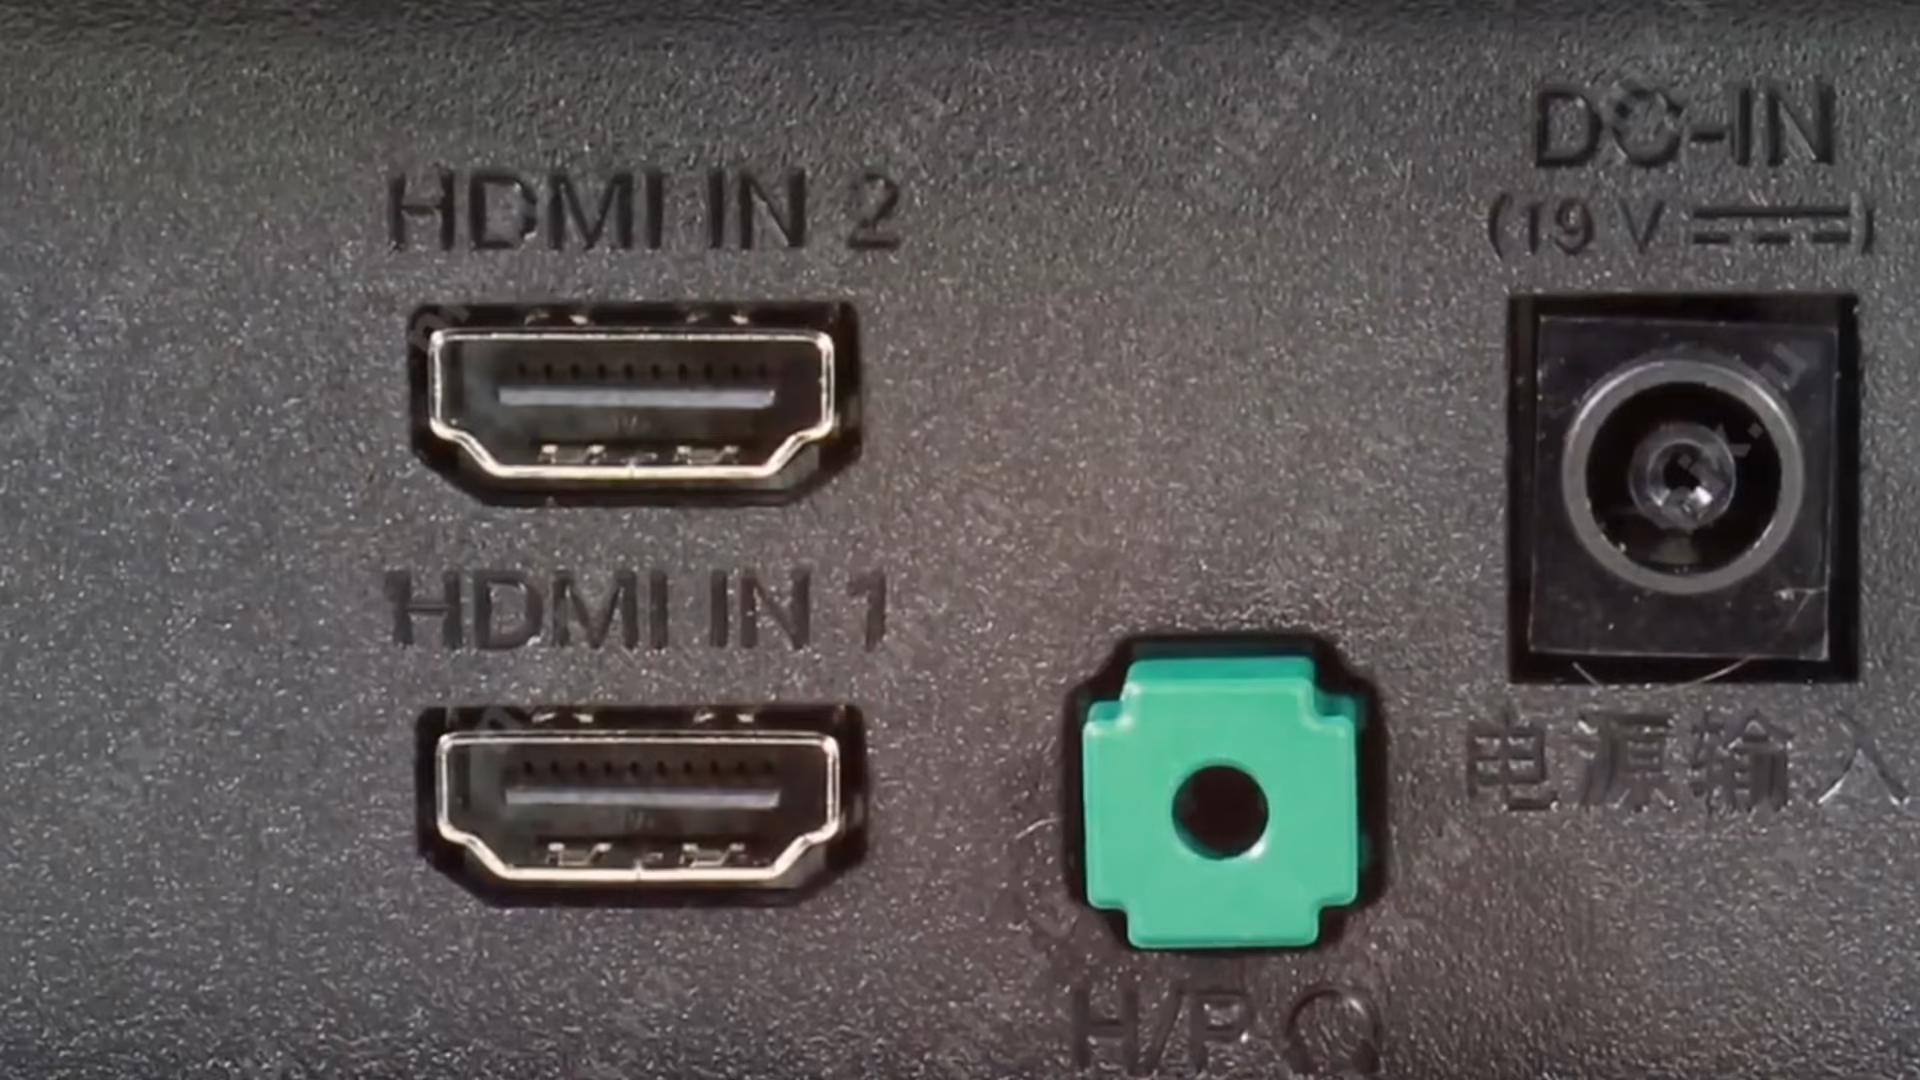 DC-IN
HDMI IN 2
(19 V ⎓)
HDMI IN 1
电源输入
H/P